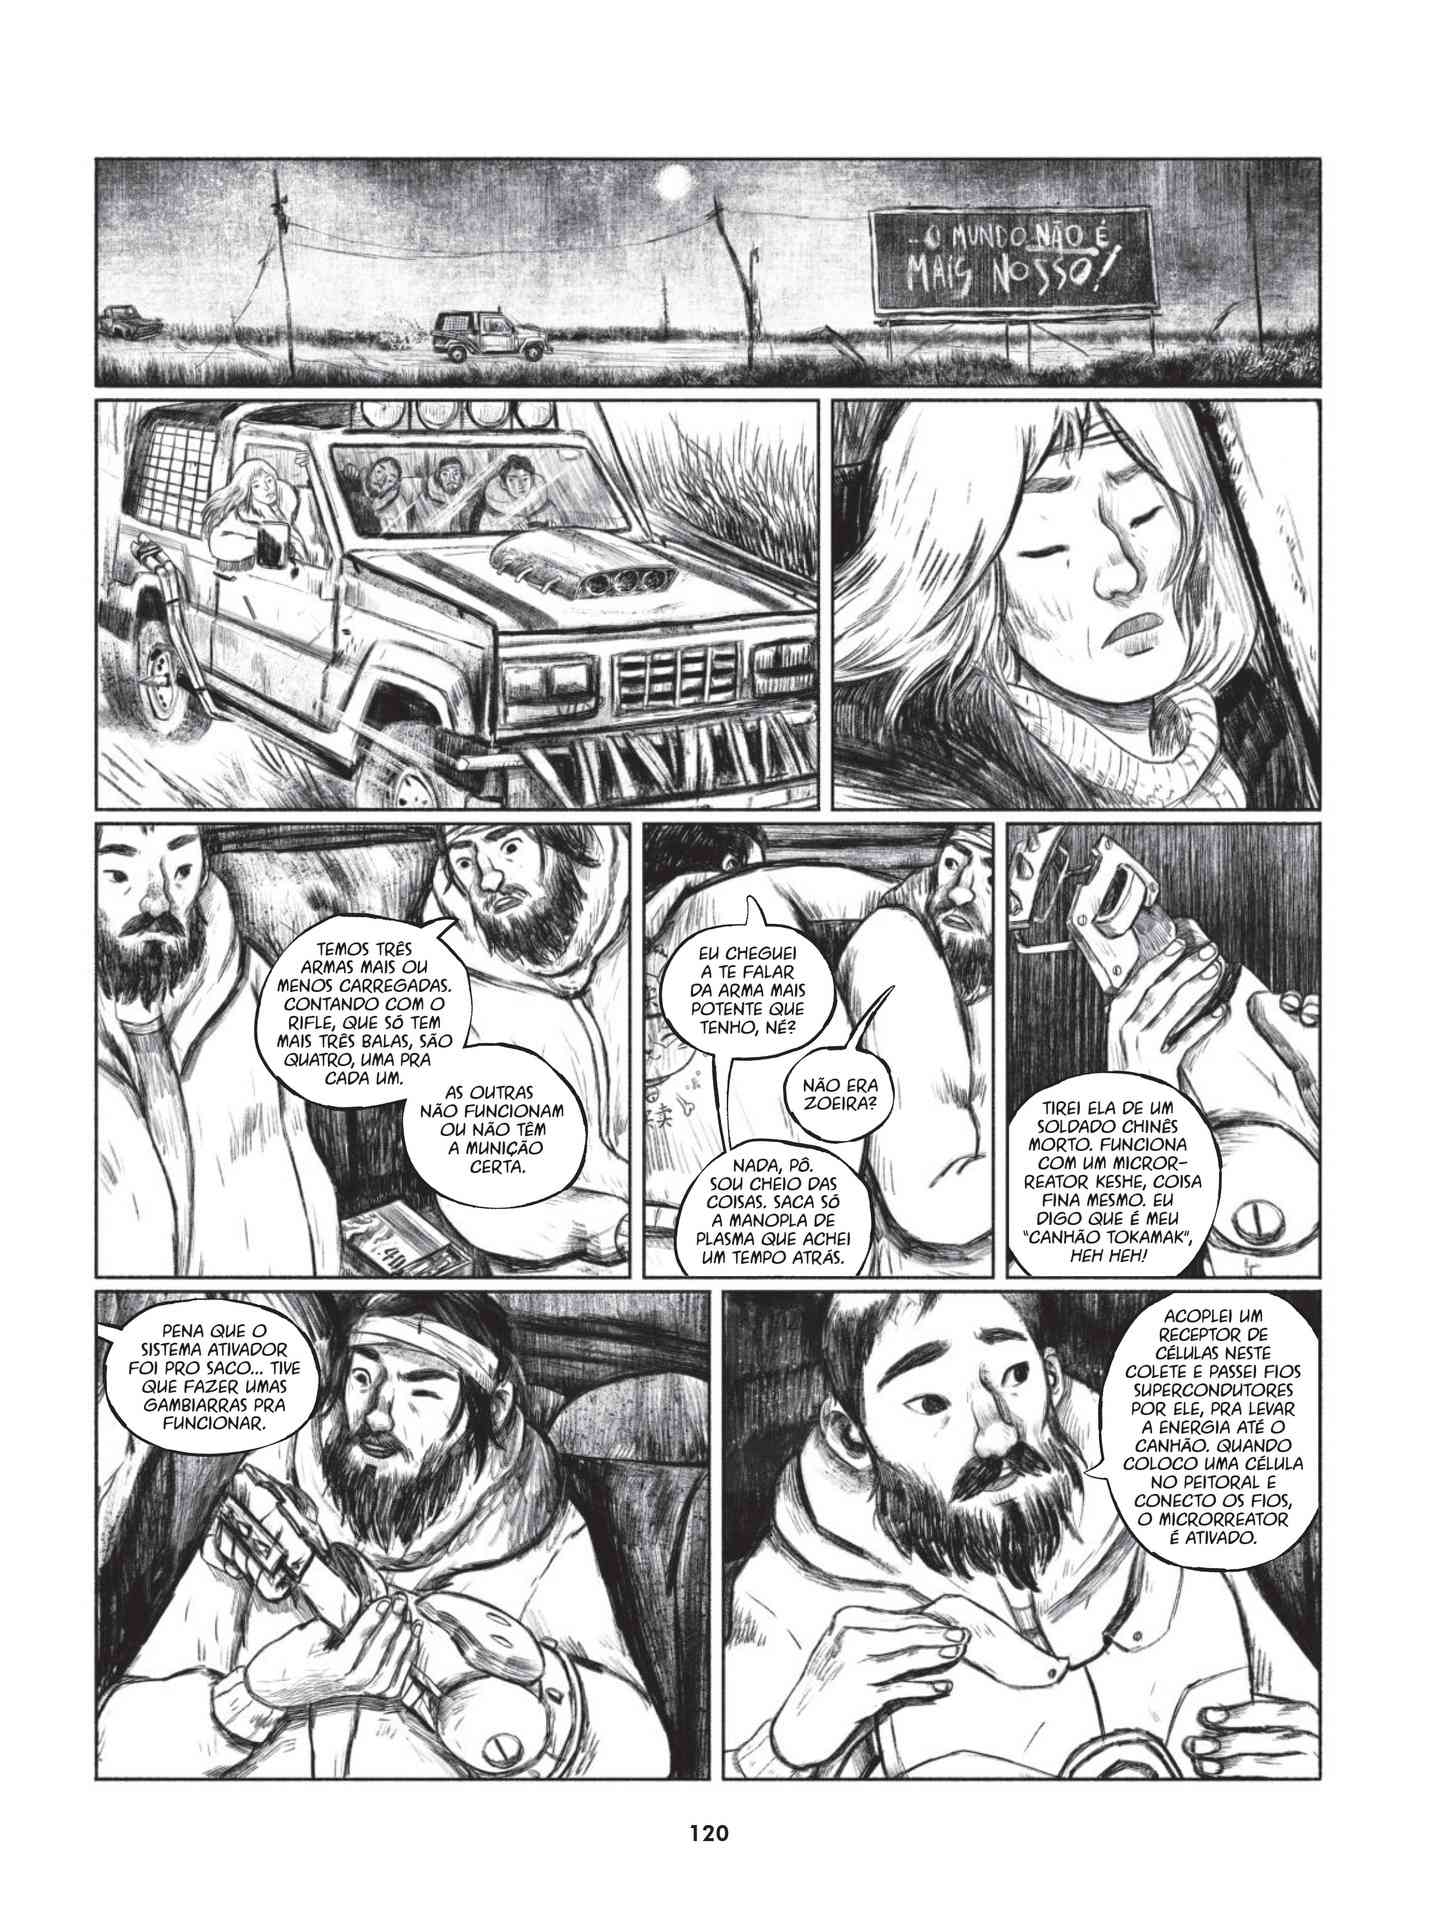 ...O MUNDO NÃO É
MAIS NOSSO!
TEMOS TRÊS
ARMAS MAIS OU
MENOS CARREGADAS.
CONTANDO COM O
RIFLE, QUE SÓ TEM
MAIS TRÊS BALAS, SÃO
QUATRO, UMA PRA
CADA UM.
AS OUTRAS
NÃO FUNCIONAM
OU NÃO TÊM
A MUNIÇÃO
CERTA.
EU CHEGUEI
A TE FALAR
DA ARMA MAIS
POTENTE QUE
TENHO, NÉ?
NÃO ERA
ZOEIRA?
NADA, PÔ.
SOU CHEIO DAS
COISAS. SACA SÓ
A MANOPLA DE
PLASMA QUE ACHEI
UM TEMPO ATRÁS.
TIREI ELA DE UM
SOLDADO CHINÊS
MORTO. FUNCIONA
COM UM MICROR-
REATOR KESHE, COISA
FINA MESMO. EU
DIGO QUE É MEU
"CANHÃO TOKAMAK",
HEH HEH!
PENA QUE O
SISTEMA ATIVADOR
FOI PRO SACO... TIVE
QUE FAZER UMAS
GAMBIARRAS PRA
FUNCIONAR.
ACOPLEI UM
RECEPTOR DE
CÉLULAS NESTE
COLETE E PASSEI FIOS
SUPERCONDUTORES
POR ELE, PRA LEVAR
A ENERGIA ATÉ O
CANHÃO. QUANDO
COLOCO UMA CÉLULA
NO PEITORAL E
CONECTO OS FIOS,
O MICRORREATOR
É ATIVADO.
120